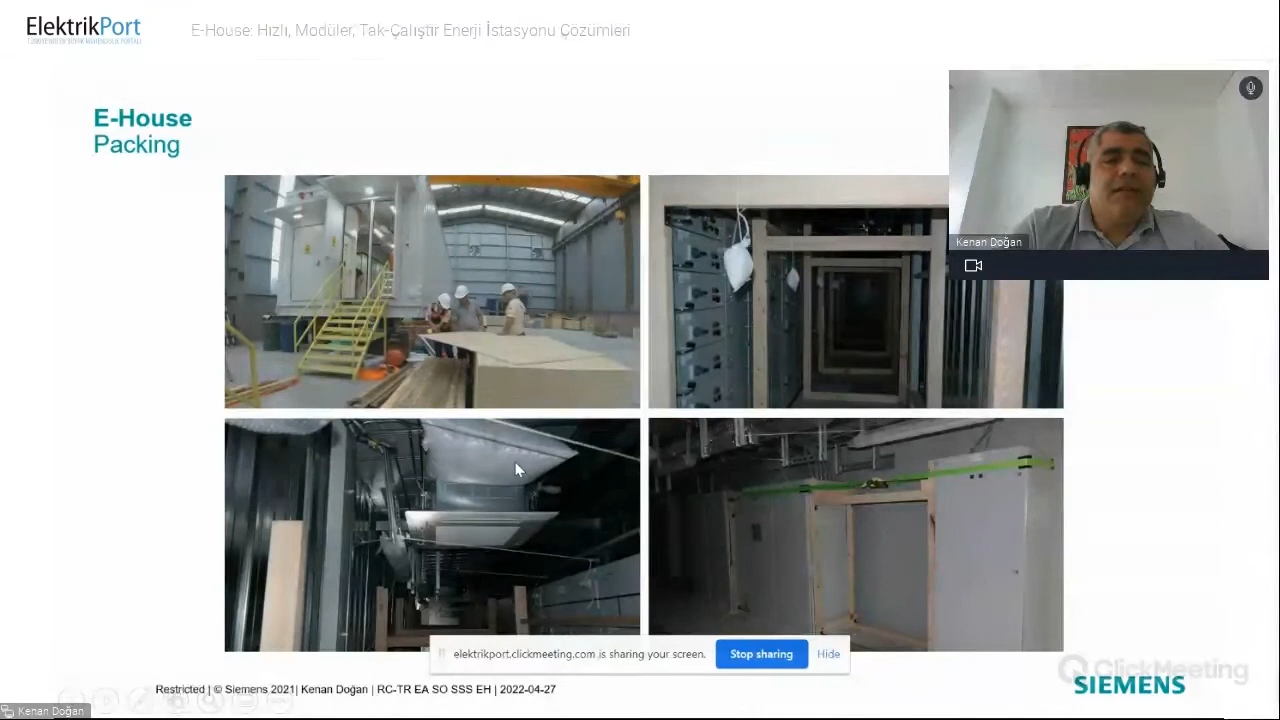 ElektrikPort
E-House: Hızlı, Modüler, Tak-Çalıştır Enerji İstasyonu Çözümleri
E-House
Packing
Kenan Doğan
elektrikport.clickmeeting.com is sharing your screen.
Stop sharing
Hide
ClickMeeting
Restricted | © Siemens 2021| Kenan Doğan | RC-TR EA SO SSS EH | 2022-04-27
SIEMENS
Kenan Doğan